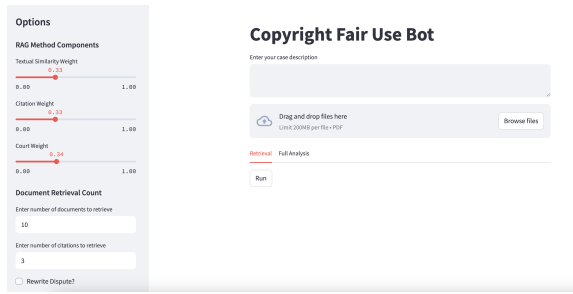 Options
RAG Method Components
Textual Similarity Weight
0.33
0.00 1.00
Citation Weight
0.33
0.00 1.00
Court Weight
0.34
0.00 1.00
Document Retrieval Count
Enter number of documents to retrieve
10
Enter number of citations to retrieve
3
Rewrite Dispute?
Copyright Fair Use Bot
Enter your case description
Drag and drop files here
Limit 200MB per file • PDF
Browse files
Retrieval Full Analysis
Run